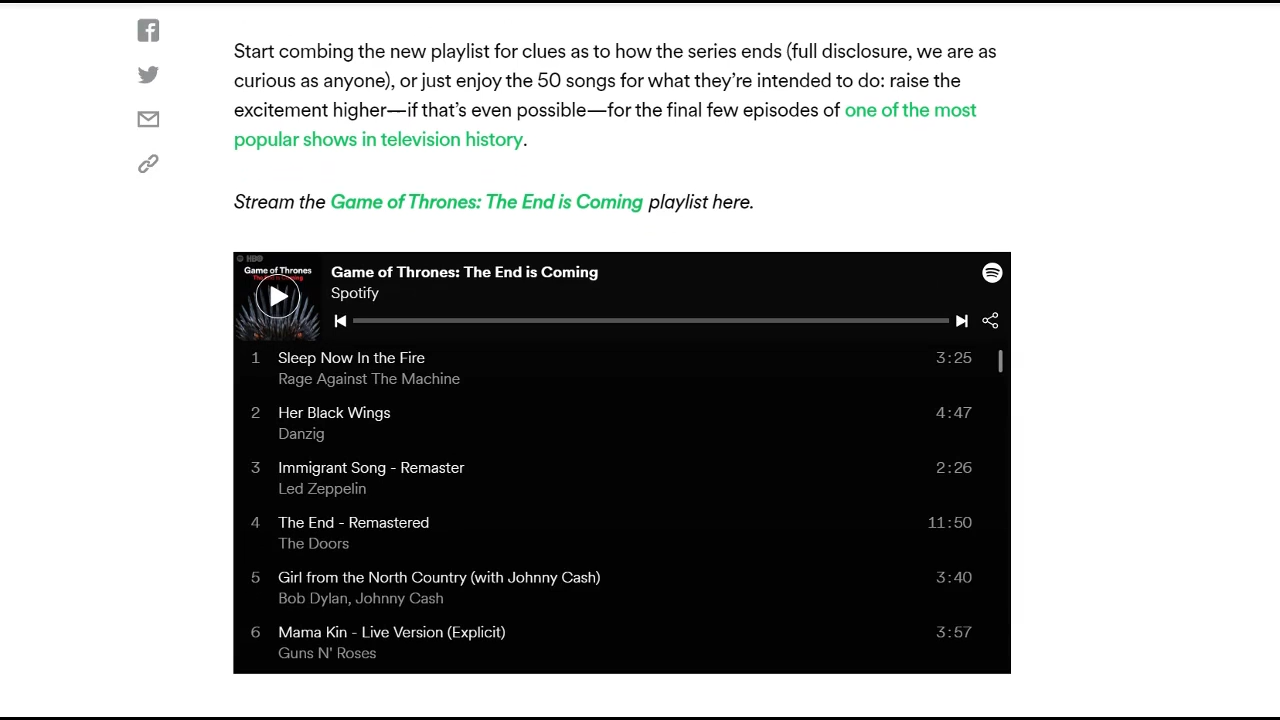 Start combing the new playlist for clues as to how the series ends (full disclosure, we are as
curious as anyone), or just enjoy the 50 songs for what they’re intended to do: raise the
excitement higher—if that’s even possible—for the final few episodes of one of the most
popular shows in television history.
Stream the Game of Thrones: The End is Coming playlist here.
HBO
Game of Thrones
The End is Coming
Game of Thrones: The End is Coming
Spotify
1 Sleep Now In the Fire 3:25
Rage Against The Machine
2 Her Black Wings 4:47
Danzig
3 Immigrant Song - Remaster 2:26
Led Zeppelin
4 The End - Remastered 11:50
The Doors
5 Girl from the North Country (with Johnny Cash) 3:40
Bob Dylan, Johnny Cash
6 Mama Kin - Live Version (Explicit) 3:57
Guns N' Roses